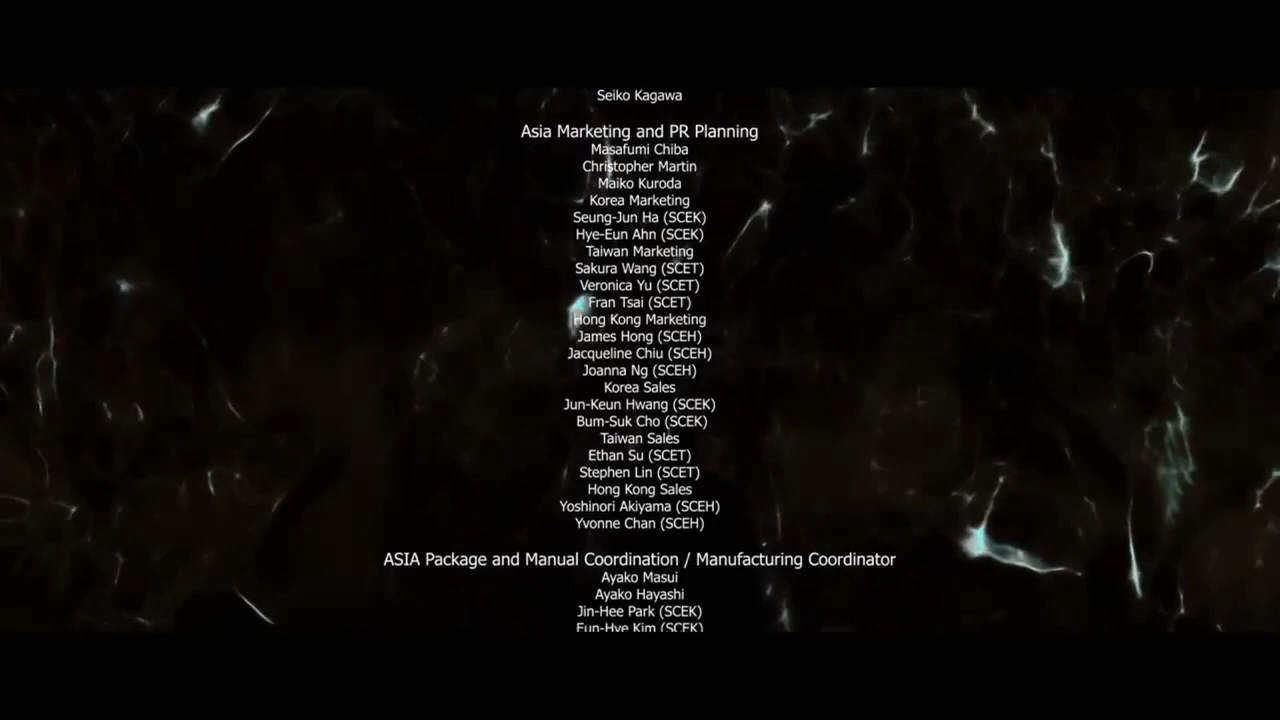 Seiko Kagawa
Asia Marketing and PR Planning
Masafumi Chiba
Christopher Martin
Maiko Kuroda
Korea Marketing
Seung-Jun Ha (SCEK)
Hye-Eun Ahn (SCEK)
Taiwan Marketing
Sakura Wang (SCET)
Veronica Yu (SCET)
Fran Tsai (SCET)
Hong Kong Marketing
James Hong (SCEH)
Jacqueline Chiu (SCEH)
Joanna Ng (SCEH)
Korea Sales
Jun-Keun Hwang (SCEK)
Bum-Suk Cho (SCEK)
Taiwan Sales
Ethan Su (SCET)
Stephen Lin (SCET)
Hong Kong Sales
Yoshinori Akiyama (SCEH)
Yvonne Chan (SCEH)
ASIA Package and Manual Coordination / Manufacturing Coordinator
Ayako Masui
Ayako Hayashi
Jin-Hee Park (SCEK)
Eun-Hye Kim (SCEK)